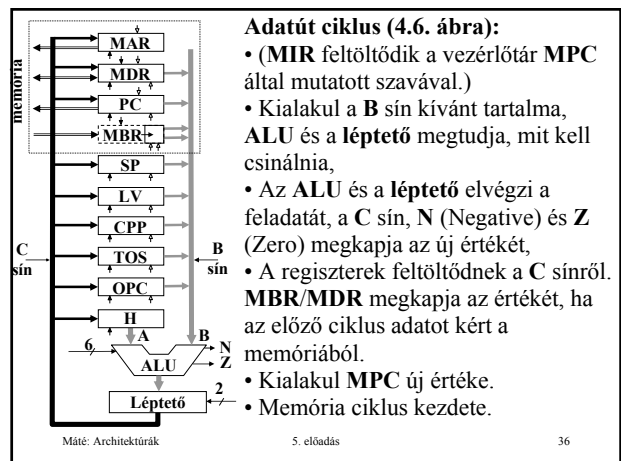 memória
MAR
MDR
PC
MBR
SP
LV
CPP
TOS
OPC
H
C
sín
B
sín
A
B
6
N
Z
ALU
2
Léptető
Adatút ciklus (4.6. ábra):
• (MIR feltöltődik a vezérlőtár MPC
által mutatott szavával.)
• Kialakul a B sín kívánt tartalma,
ALU és a léptető megtudja, mit kell
csinálnia,
• Az ALU és a léptető elvégzi a
feladatát, a C sín, N (Negative) és Z
(Zero) megkapja az új értékét,
• A regiszterek feltöltődnek a C sínről.
MBR/MDR megkapja az értékét, ha
az előző ciklus adatot kért a
memóriából.
• Kialakul MPC új értéke.
• Memória ciklus kezdete.
Máté: Architektúrák
5. előadás
36